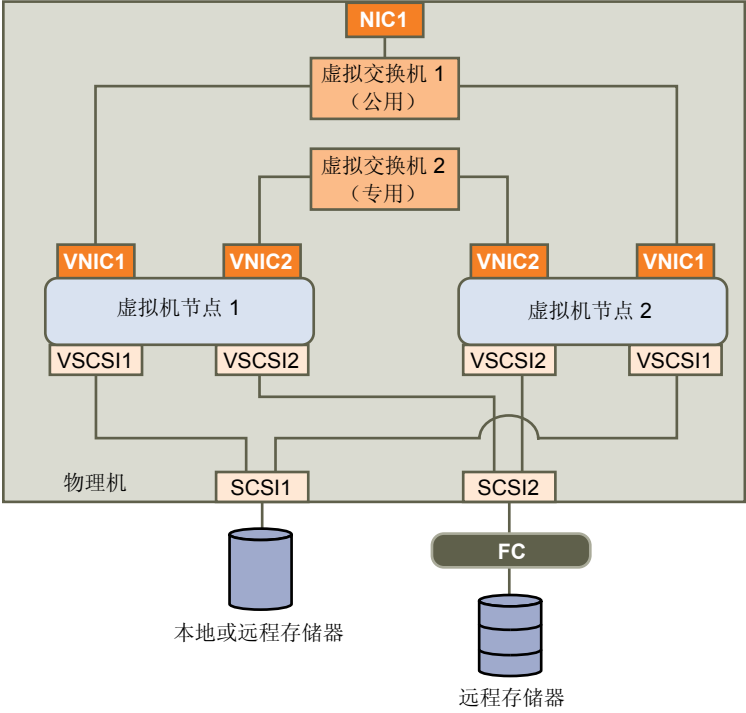 NIC1
虚拟交换机 1
（公用）
虚拟交换机 2
（专用）
VNIC1
VNIC2
VNIC2
VNIC1
虚拟机节点 1
虚拟机节点 2
VSCSI1
VSCSI2
VSCSI2
VSCSI1
物理机
SCSI1
SCSI2
FC
本地或远程存储器
远程存储器